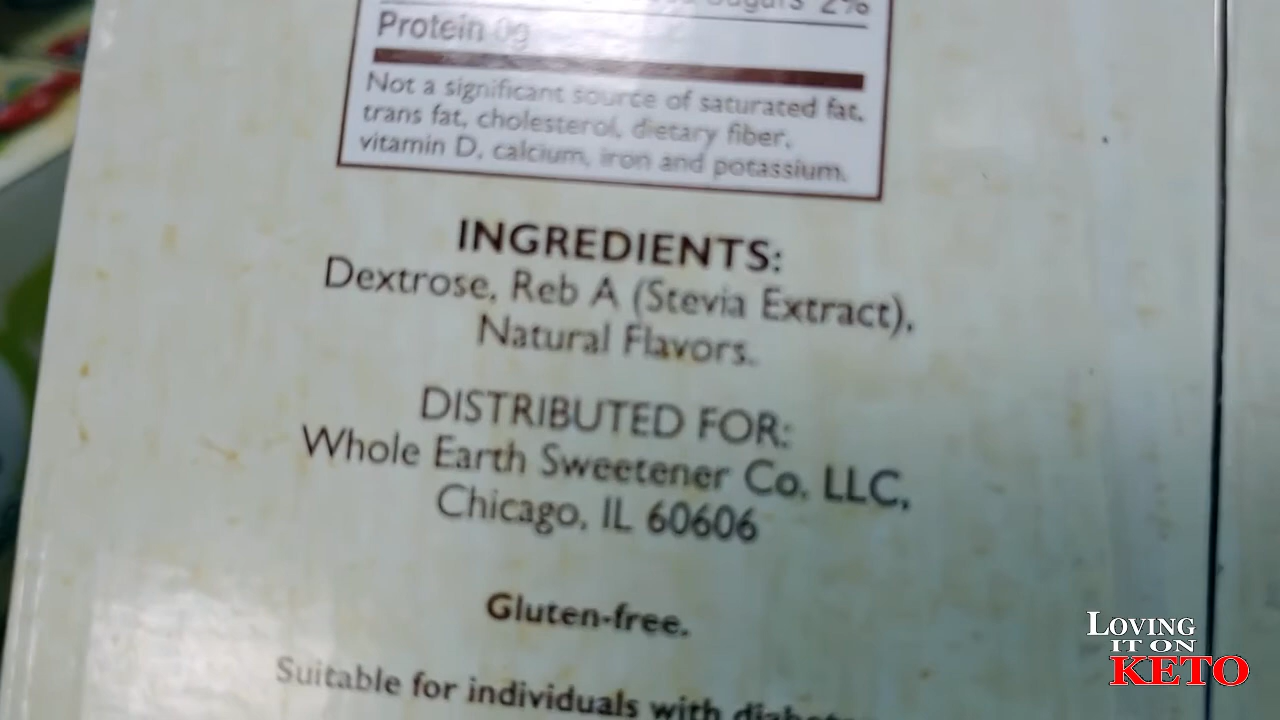 Sugars 2%
Protein 0g
Not a significant source of saturated fat,
trans fat, cholesterol, dietary fiber,
vitamin D, calcium, iron and potassium.
INGREDIENTS:
Dextrose, Reb A (Stevia Extract),
Natural Flavors.
DISTRIBUTED FOR:
Whole Earth Sweetener Co. LLC,
Chicago, IL 60606
Gluten-free.
Suitable for individuals with
LOVING
IT ON
KETO